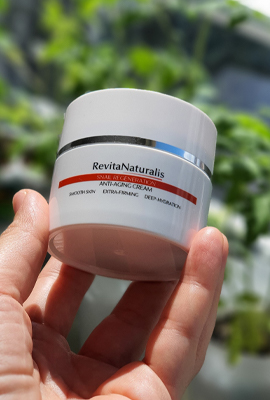 RevitaNaturalis
SNAIL REGENERATION
ANTI-AGING CREAM
SMOOTH SKIN EXTRA-FIRMING DEEP-HYDRATION